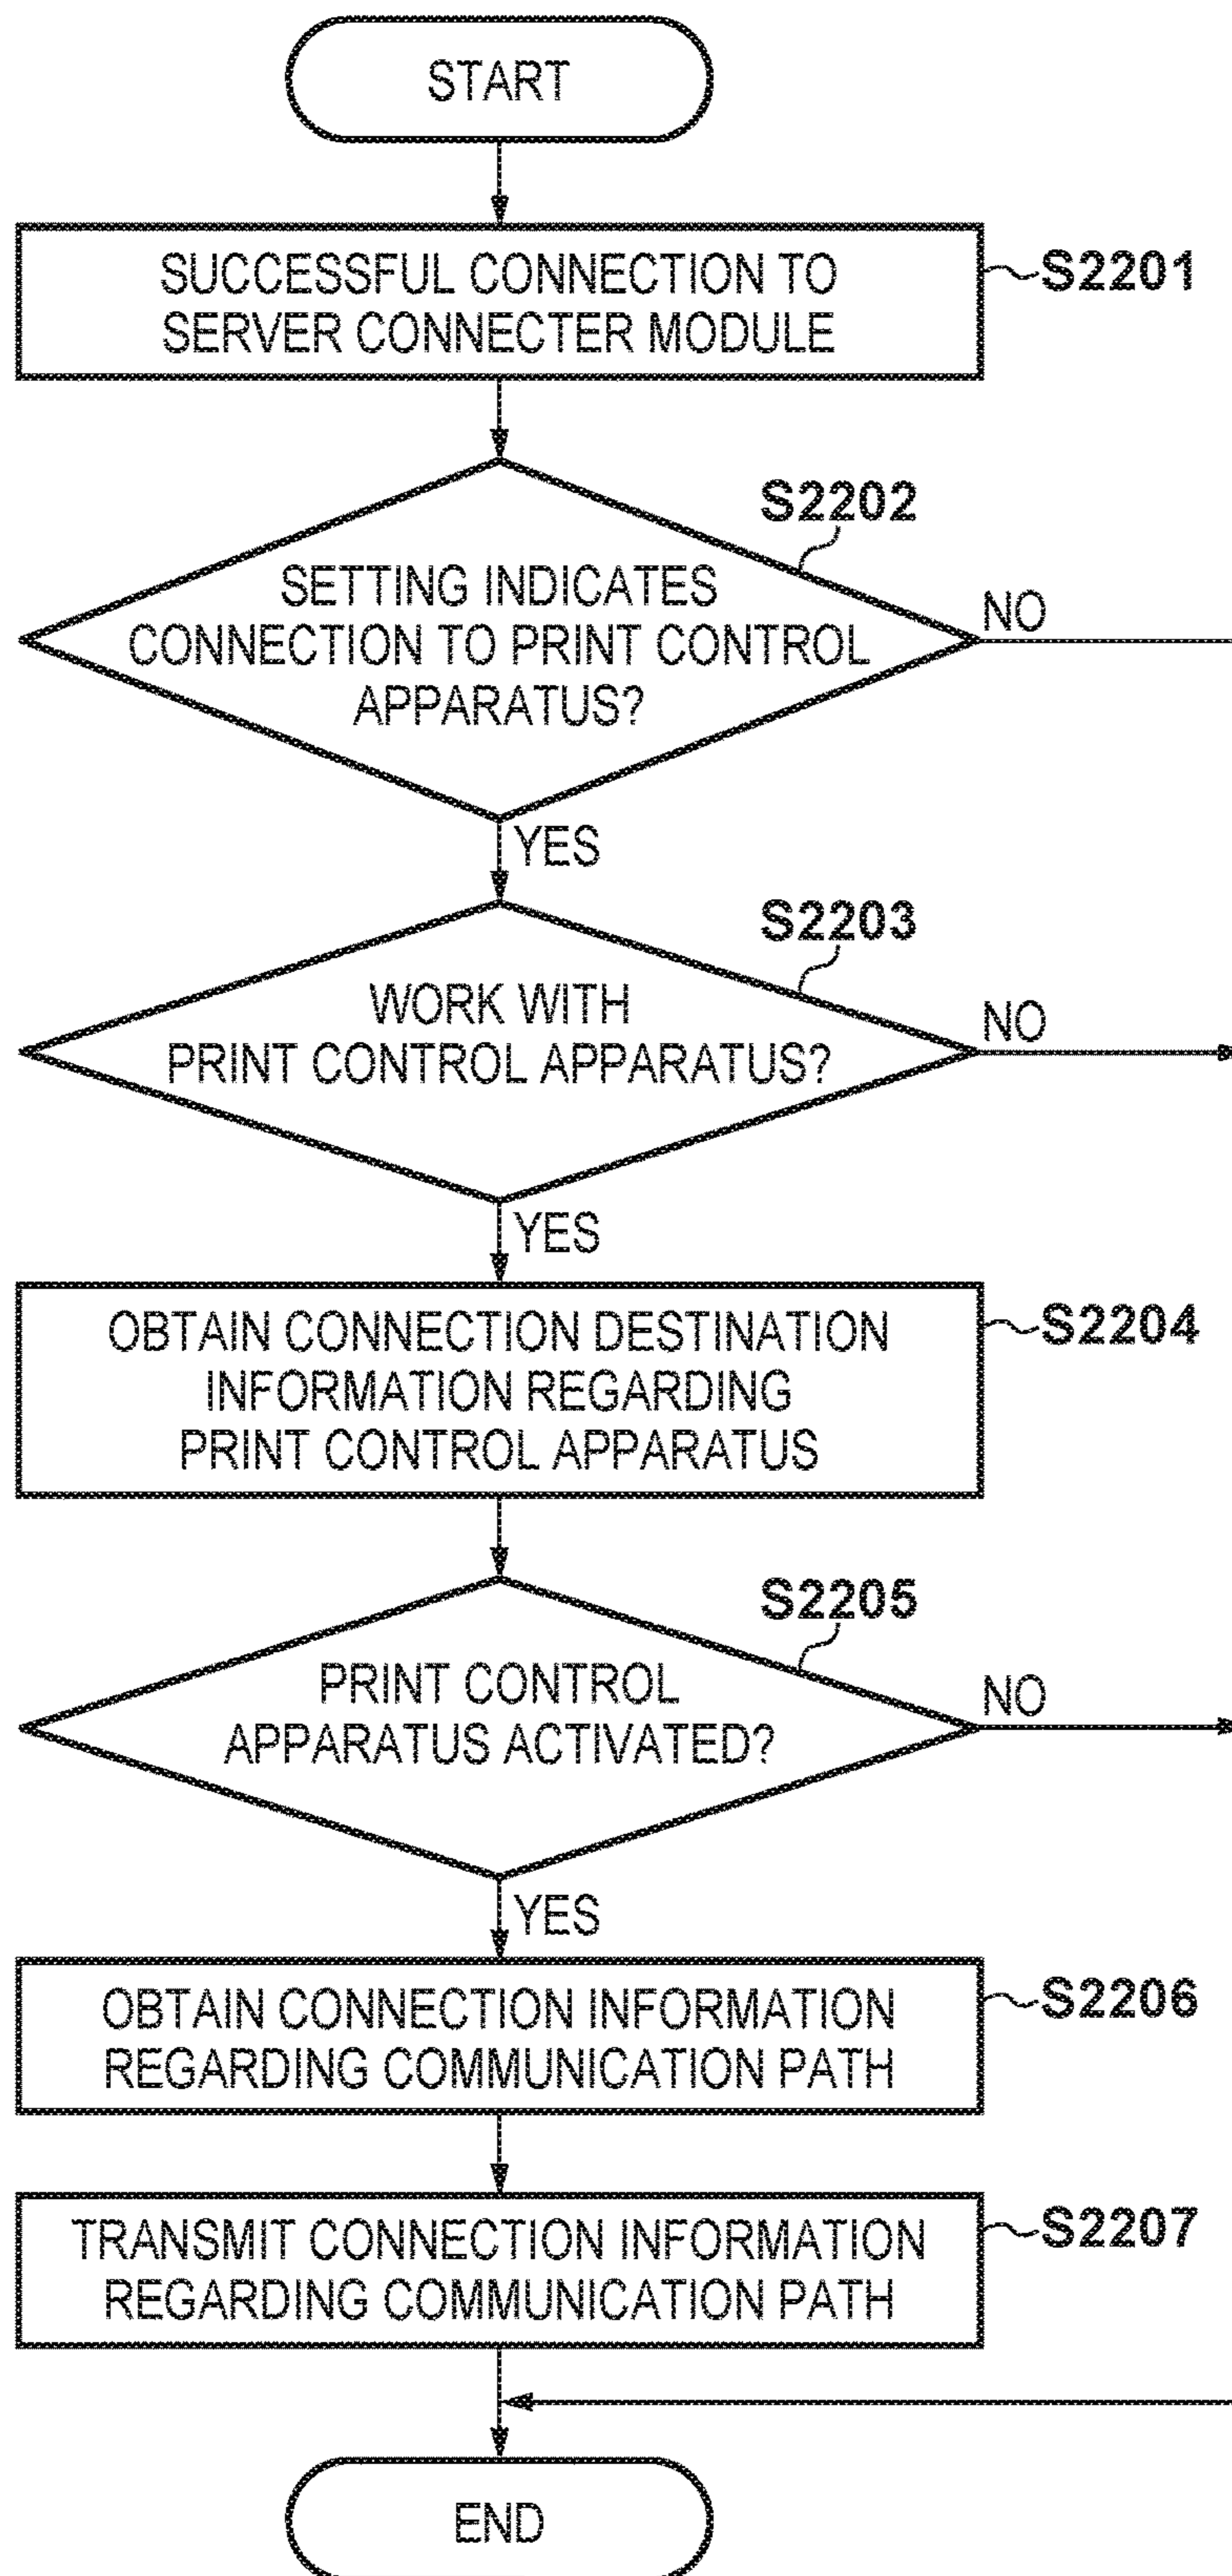 START
SUCCESSFUL CONNECTION TO
SERVER CONNECTER MODULE
S2201
S2202
SETTING INDICATES
CONNECTION TO PRINT CONTROL
APPARATUS?
NO
YES
S2203
WORK WITH
PRINT CONTROL APPARATUS?
NO
YES
OBTAIN CONNECTION DESTINATION
INFORMATION REGARDING
PRINT CONTROL APPARATUS
S2204
S2205
PRINT CONTROL
APPARATUS ACTIVATED?
NO
YES
OBTAIN CONNECTION INFORMATION
REGARDING COMMUNICATION PATH
S2206
TRANSMIT CONNECTION INFORMATION
REGARDING COMMUNICATION PATH
S2207
END